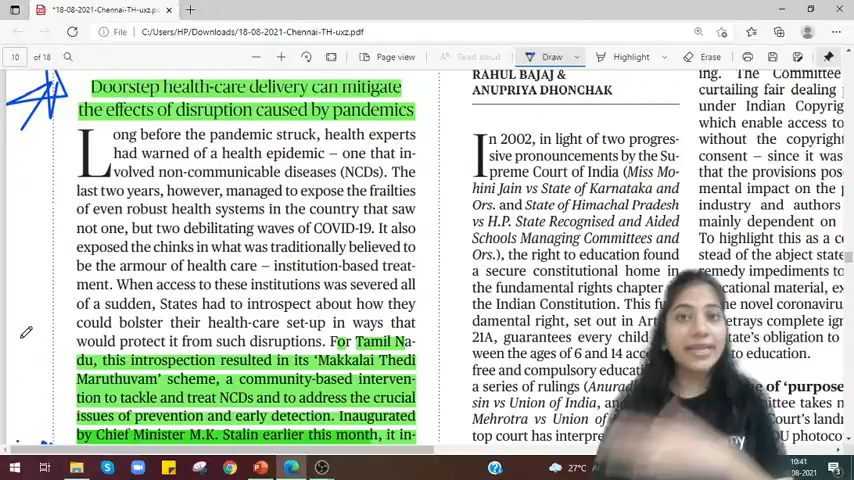 *18-08-2021-Chennai-TH-uxz.pdf
File
C:/Users/HP/Downloads/18-08-2021-Chennai-TH-uxz.pdf
10 of 18
Page view
Read aloud
Draw
Highlight
Erase
Doorstep health-care delivery can mitigate
the effects of disruption caused by pandemics
Long before the pandemic struck, health experts
had warned of a health epidemic – one that in-
volved non-communicable diseases (NCDs). The
last two years, however, managed to expose the frailties
of even robust health systems in the country that saw
not one, but two debilitating waves of COVID-19. It also
exposed the chinks in what was traditionally believed to
be the armour of health care – institution-based treat-
ment. When access to these institutions was severed all
of a sudden, States had to introspect about how they
could bolster their health-care set-up in ways that
would protect it from such disruptions. For Tamil Na-
du, this introspection resulted in its ‘Makkalai Thedi
Maruthuvam’ scheme, a community-based interven-
tion to tackle and treat NCDs and to address the crucial
issues of prevention and early detection. Inaugurated
by Chief Minister M.K. Stalin earlier this month, it in-
RAHUL BAJAJ &
ANUPRIYA DHONCHAK
In 2002, in light of two progres-
sive pronouncements by the Su-
preme Court of India (Miss Mo-
hini Jain vs State of Karnataka and
Ors. and State of Himachal Pradesh
vs H.P. State Recognised and Aided
Schools Managing Committees and
Ors.), the right to education found
a secure constitutional home in
the fundamental rights chapter
the Indian Constitution. This fu
damental right, set out in Ar
21A, guarantees every child
ween the ages of 6 and 14 acc
free and compulsory educati
a series of rulings (Anura
sin vs Union of India, an
Mehrotra vs Union of
top court has interpre
ing. The Committee
curtailing fair dealing
under Indian Copyrig
which enable access to
without the copyright
consent – since it was
that the provisions pos
mental impact on the
industry and authors
mainly dependent on
To highlight this as a c
stead of the abject state
remedy impediments to
cational material, ex
he novel coronavirus
etrays complete ign
tate's obligation to
to education.
e of ‘purpose
ittee takes n
Court's landr
DU photoco
27°C
10:41
08-2021